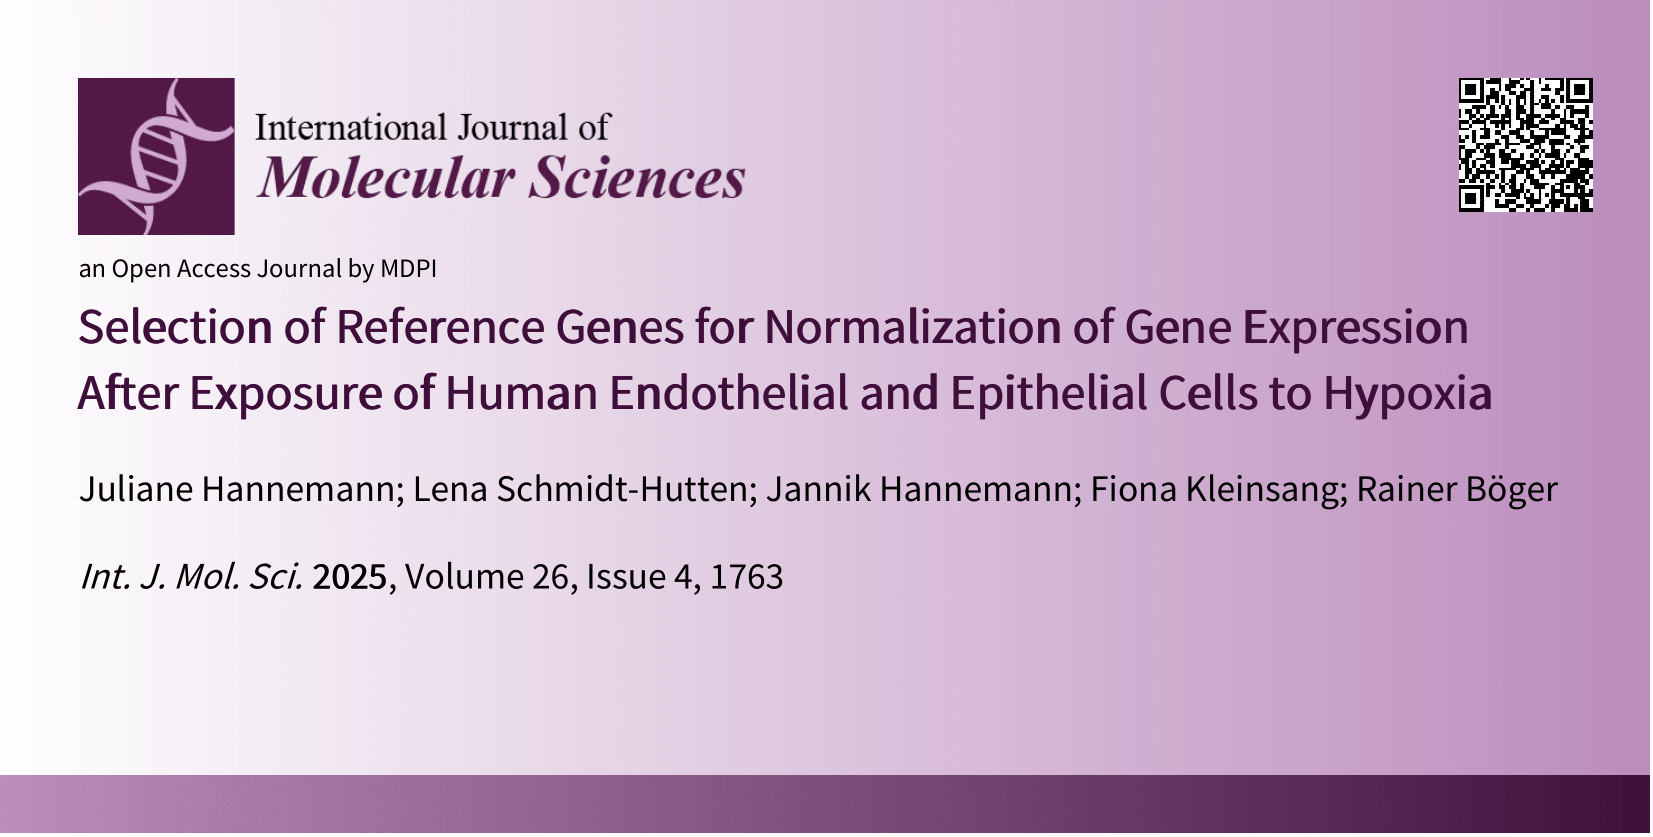 International Journal of
Molecular Sciences
an Open Access Journal by MDPI
Selection of Reference Genes for Normalization of Gene Expression
After Exposure of Human Endothelial and Epithelial Cells to Hypoxia
Juliane Hannemann; Lena Schmidt-Hutten; Jannik Hannemann; Fiona Kleinsang; Rainer Böger
Int. J. Mol. Sci. 2025, Volume 26, Issue 4, 1763